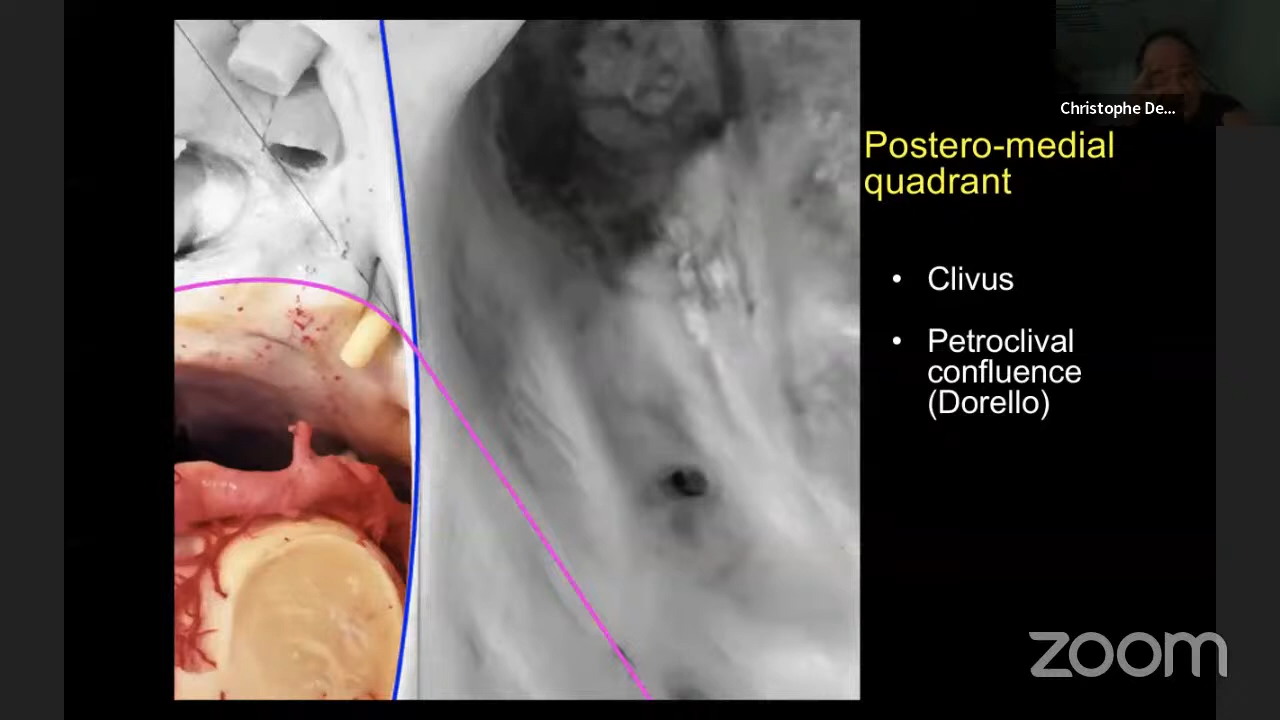 Christophe De...
Postero-medial
quadrant
• Clivus
• Petroclival
confluence
(Dorello)
zoom